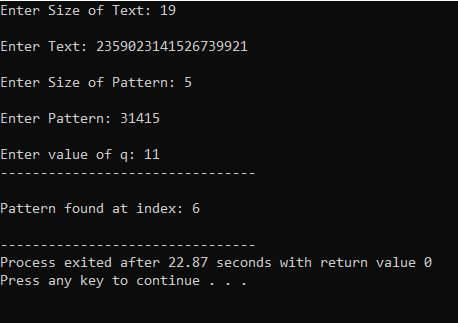 Enter Size of Text: 19
Enter Text: 2359023141526739921
Enter Size of Pattern: 5
Enter Pattern: 31415
Enter value of q: 11
--------------------------------
Pattern found at index: 6
--------------------------------
Process exited after 22.87 seconds with return value 0
Press any key to continue . . .